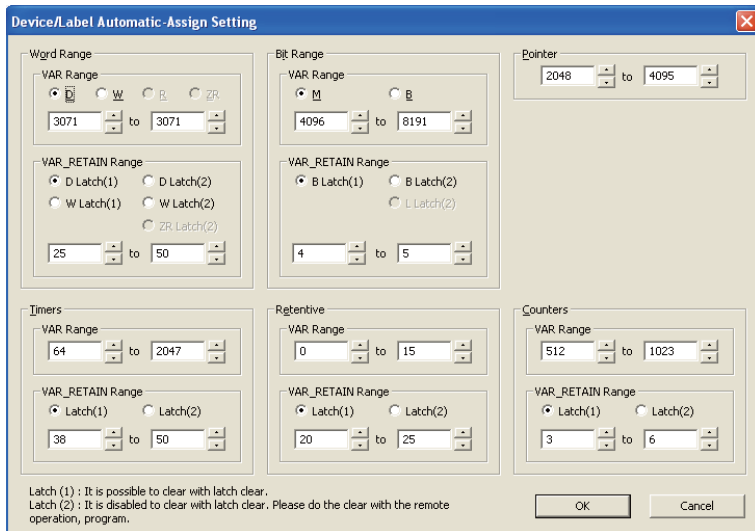 Device/Label Automatic-Assign Setting
Word Range
VAR Range
D W R ZR
3071 to 3071
VAR_RETAIN Range
D Latch(1) D Latch(2)
W Latch(1) W Latch(2)
ZR Latch(2)
25 to 50
Bit Range
VAR Range
M B
4096 to 8191
VAR_RETAIN Range
B Latch(1) B Latch(2)
L Latch(2)
4 to 5
Pointer
2048 to 4095
Timers
VAR Range
64 to 2047
VAR_RETAIN Range
Latch(1) Latch(2)
38 to 50
Retentive
VAR Range
0 to 15
VAR_RETAIN Range
Latch(1) Latch(2)
20 to 25
Counters
VAR Range
512 to 1023
VAR_RETAIN Range
Latch(1) Latch(2)
3 to 6
Latch (1) : It is possible to clear with latch clear.
Latch (2) : It is disabled to clear with latch clear. Please do the clear with the remote
operation, program.
OK Cancel